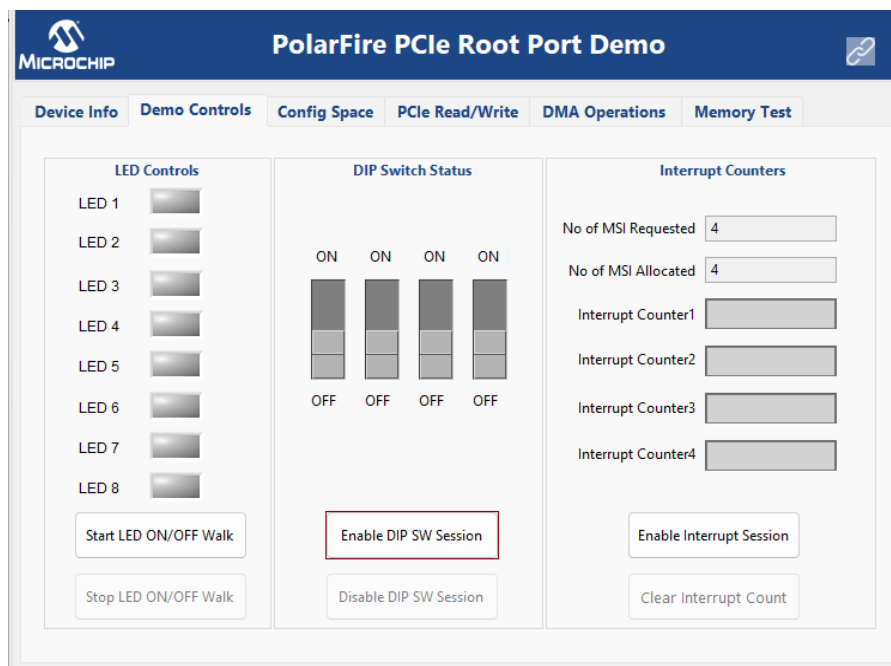 MICROCHIP
PolarFire PCIe Root Port Demo
Device Info Demo Controls Config Space PCIe Read/Write DMA Operations Memory Test
LED Controls
LED 1
LED 2
LED 3
LED 4
LED 5
LED 6
LED 7
LED 8
Start LED ON/OFF Walk
Stop LED ON/OFF Walk
DIP Switch Status
ON ON ON ON
OFF OFF OFF OFF
Enable DIP SW Session
Disable DIP SW Session
Interrupt Counters
No of MSI Requested 4
No of MSI Allocated 4
Interrupt Counter1
Interrupt Counter2
Interrupt Counter3
Interrupt Counter4
Enable Interrupt Session
Clear Interrupt Count